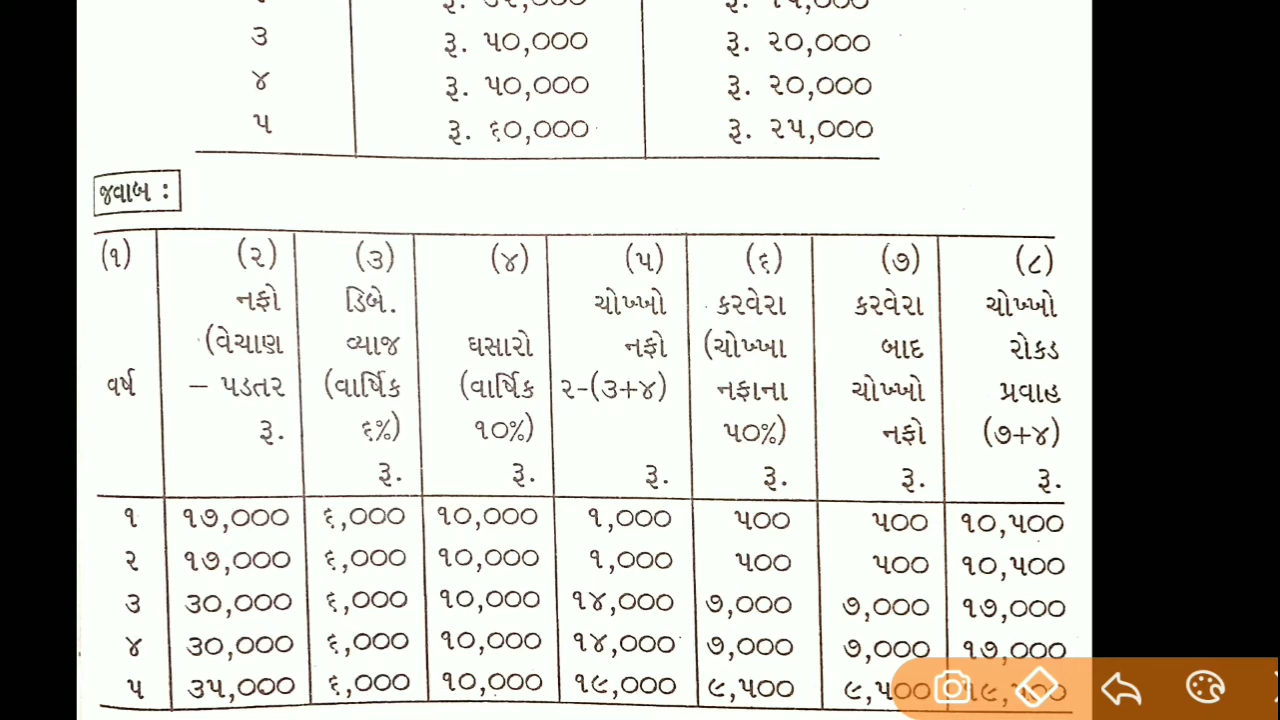 ૩ રૂ. ૫૦,૦૦૦ રૂ. ૨૦,૦૦૦
૪ રૂ. ૫૦,૦૦૦ રૂ. ૨૦,૦૦૦
૫ રૂ. ૬૦,૦૦૦ રૂ. ૨૫,૦૦૦
જવાબ :
(૧) (૨) (૩) (૪) (૫) (૬) (૭) (૮)
નફો ડિબે. ચોખ્ખો કરવેરા કરવેરા ચોખ્ખો
(વેચાણ વ્યાજ ઘસારો નફો (ચોખ્ખા બાદ રોકડ
વર્ષ – પડતર (વાર્ષિક (વાર્ષિક ૨-(૩+૪) નફાના ચોખ્ખો પ્રવાહ
રૂ. ૬%) ૧૦%) ૫૦%) નફો (૭+૪)
રૂ. રૂ. રૂ. રૂ. રૂ. રૂ.
૧ ૧૭,૦૦૦ ૬,૦૦૦ ૧૦,૦૦૦ ૧,૦૦૦ ૫૦૦ ૫૦૦ ૧૦,૫૦૦
૨ ૧૭,૦૦૦ ૬,૦૦૦ ૧૦,૦૦૦ ૧,૦૦૦ ૫૦૦ ૫૦૦ ૧૦,૫૦૦
૩ ૩૦,૦૦૦ ૬,૦૦૦ ૧૦,૦૦૦ ૧૪,૦૦૦ ૭,૦૦૦ ૭,૦૦૦ ૧૭,૦૦૦
૪ ૩૦,૦૦૦ ૬,૦૦૦ ૧૦,૦૦૦ ૧૪,૦૦૦ ૭,૦૦૦ ૭,૦૦૦ ૧૭,૦૦૦
૫ ૩૫,૦૦૦ ૬,૦૦૦ ૧૦,૦૦૦ ૧૯,૦૦૦ ૯,૫૦૦ ૯,૫૦૦ ૧૯,૫૦૦